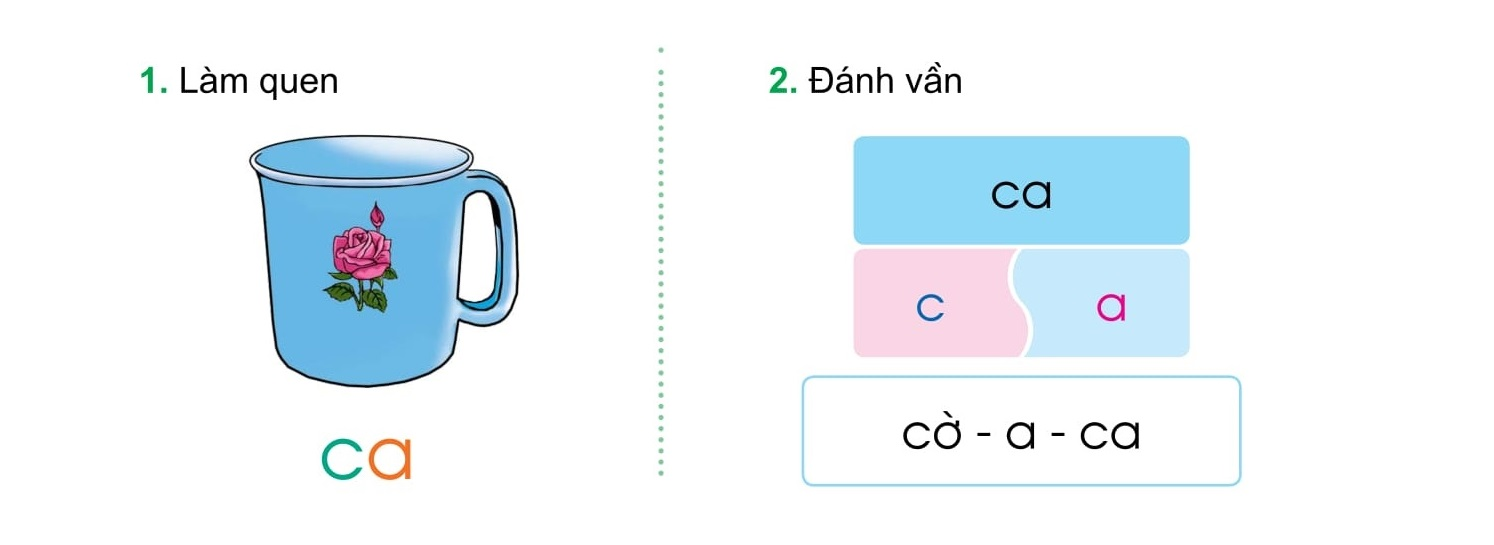 1. Làm quen
ca
2. Đánh vần
ca
c a
cờ - a - ca